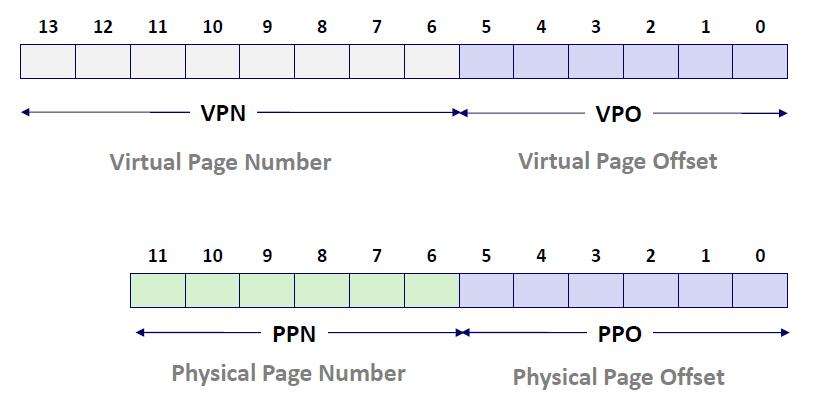 13 12 11 10 9 8 7 6 5 4 3 2 1 0
VPN VPO
Virtual Page Number Virtual Page Offset
11 10 9 8 7 6 5 4 3 2 1 0
PPN PPO
Physical Page Number Physical Page Offset